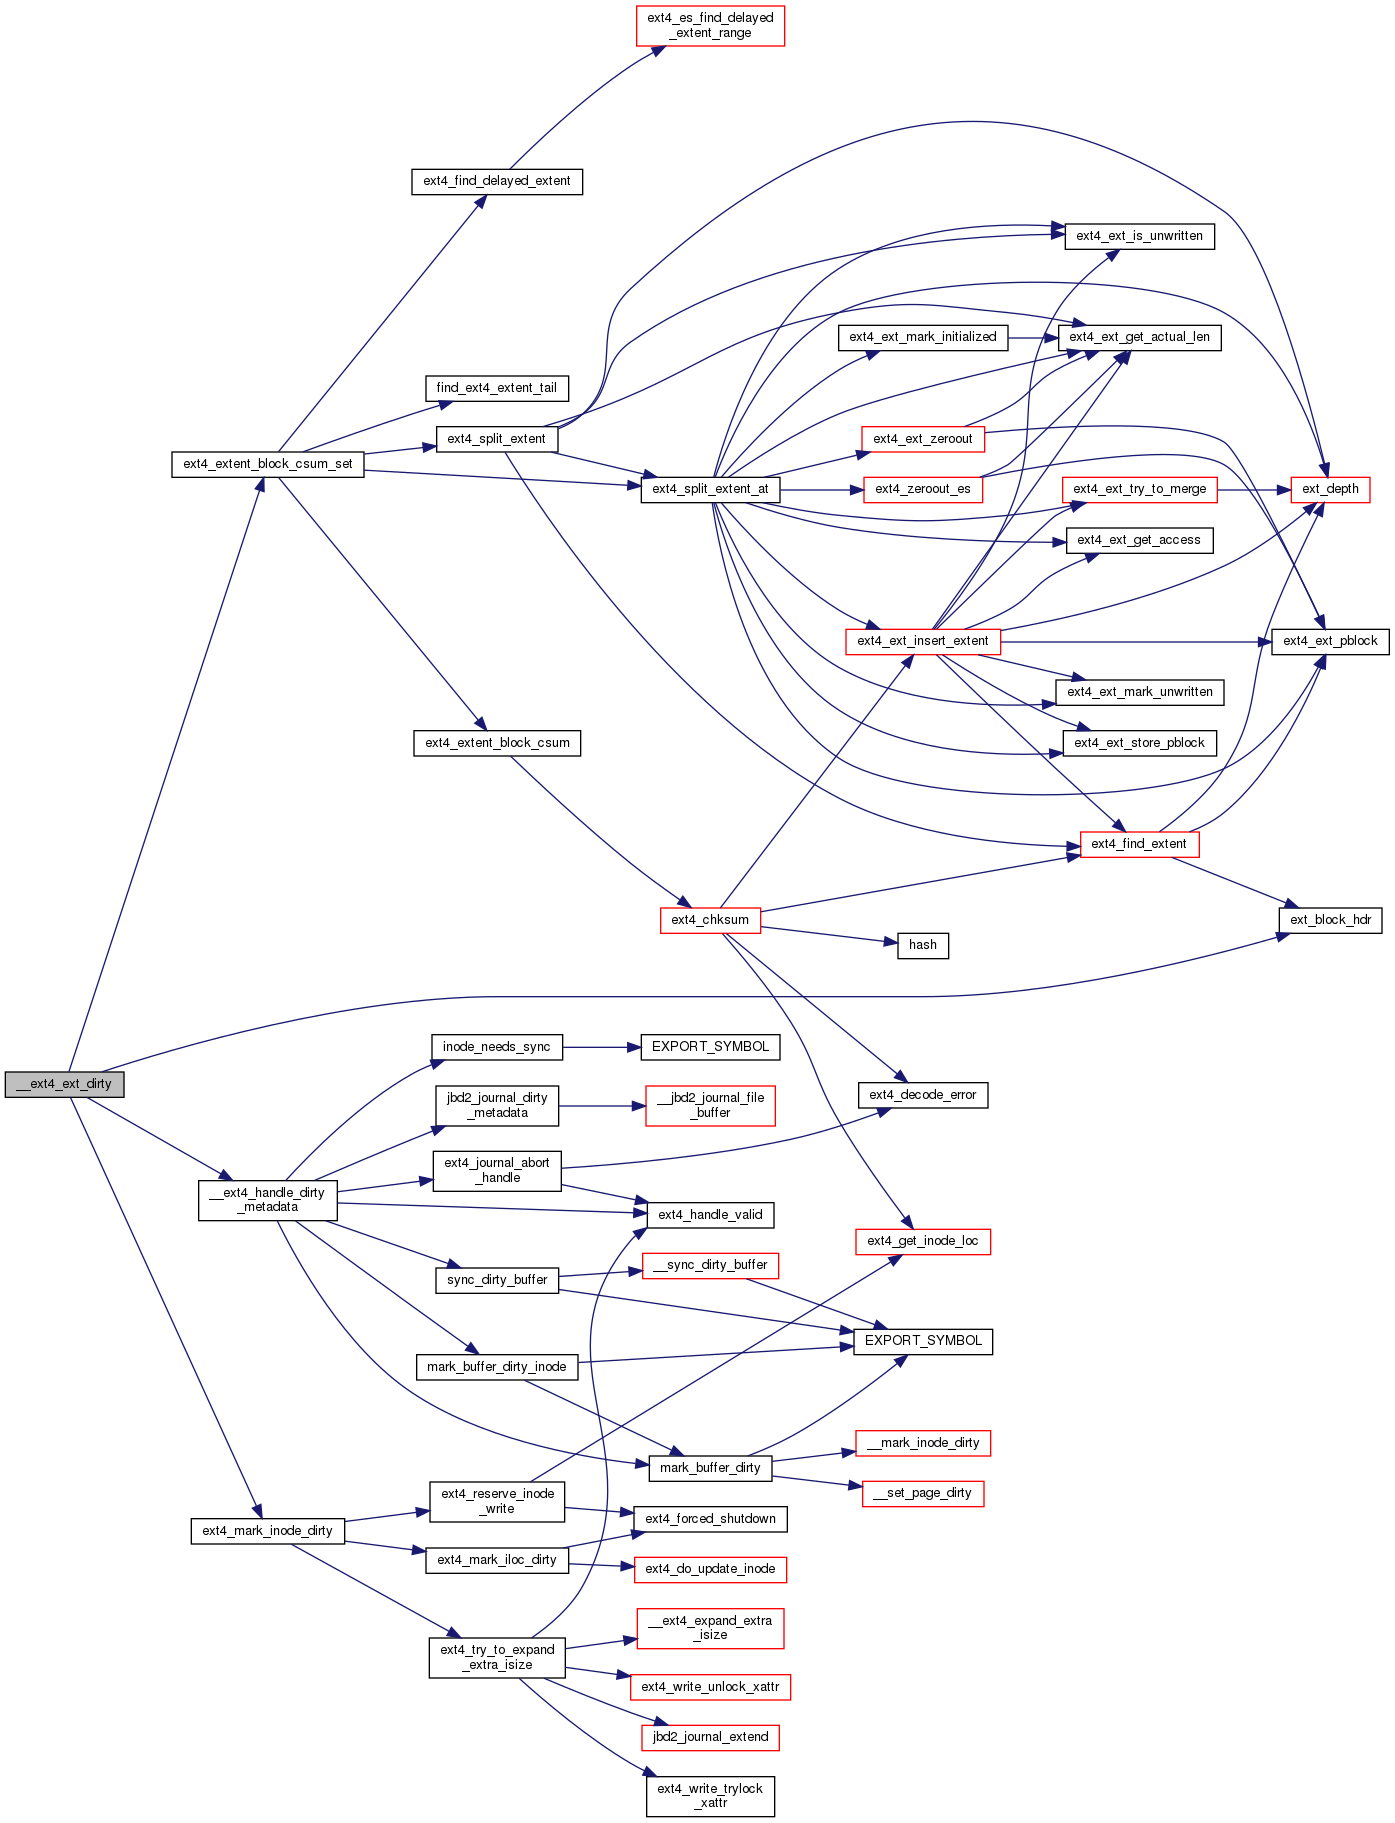 ext4_es_find_delayed
_extent_range
ext4_find_delayed_extent
ext4_ext_is_unwritten
ext4_ext_mark_initialized
ext4_ext_get_actual_len
find_ext4_extent_tail
ext4_split_extent
ext4_ext_zeroout
ext4_extent_block_csum_set
ext4_split_extent_at
ext4_zeroout_es
ext4_ext_try_to_merge
ext_depth
ext4_ext_get_access
ext4_ext_insert_extent
ext4_ext_pblock
ext4_ext_mark_unwritten
ext4_extent_block_csum
ext4_ext_store_pblock
ext4_find_extent
ext4_chksum
ext_block_hdr
hash
inode_needs_sync
EXPORT_SYMBOL
__ext4_ext_dirty
jbd2_journal_dirty
_metadata
__jbd2_journal_file
_buffer
ext4_decode_error
ext4_journal_abort
_handle
__ext4_handle_dirty
_metadata
ext4_handle_valid
ext4_get_inode_loc
sync_dirty_buffer
__sync_dirty_buffer
EXPORT_SYMBOL
mark_buffer_dirty_inode
__mark_inode_dirty
mark_buffer_dirty
__set_page_dirty
ext4_reserve_inode
_write
ext4_forced_shutdown
ext4_mark_inode_dirty
ext4_mark_iloc_dirty
ext4_do_update_inode
__ext4_expand_extra
_isize
ext4_try_to_expand
_extra_isize
ext4_write_unlock_xattr
jbd2_journal_extend
ext4_write_trylock
_xattr